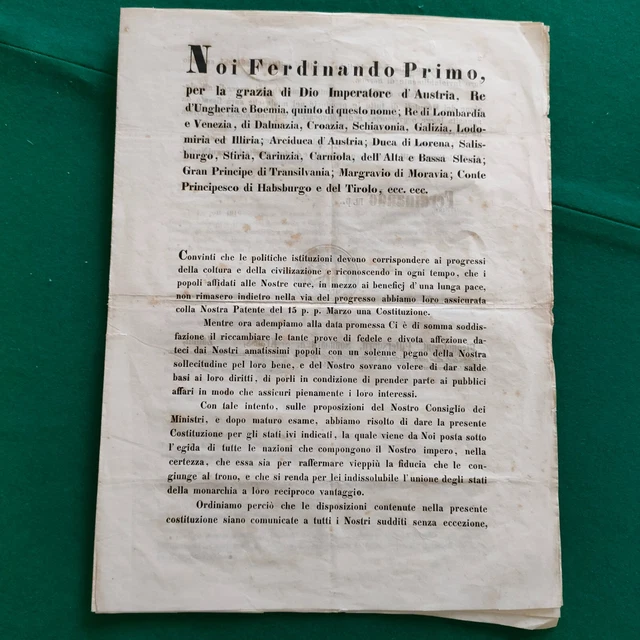 Noi Ferdinando Primo,
per la grazia di Dio Imperatore d'Austria, Re
d'Ungheria e Boemia, quinto di questo nome; Re di Lombardia
e Venezia, di Dalmazia, Croazia, Schiavonia, Galizia, Lodo-
miria ed Illiria; Arciduca d'Austria; Duca di Lorena, Salis-
burgo, Stiria, Carinzia, Carniola, dell'Alta e Bassa Slesia;
Gran Principe di Transilvania; Margravio di Moravia; Conte
Principesco di Habsburgo e del Tirolo, ecc. ecc.
Convinti che le politiche istituzioni devono corrispondere ai progressi
della coltura e della civilizazione e riconoscendo in ogni tempo, che i
popoli affidati alle Nostre cure, in mezzo ai beneficj d'una lunga pace,
non rimasero indietro nella via del progresso abbiamo loro assicurata
colla Nostra Patente del 15 p. p. Marzo una Costituzione.
Mentre ora adempiamo alla data promessa Ci è di somma soddis-
fazione il riccambiare le tante prove di fedele e divota affezione da-
teci dai Nostri amatissimi popoli con un solenne pegno della Nostra
sollecitudine pel loro bene, e del Nostro sovrano volere di dar salde
basi ai loro diritti, di porli in condizione di prender parte ai pubblici
affari in modo che assicuri pienamente i loro interessi.
Con tale intento, sulle proposizioni del Nostro Consiglio dei
Ministri, e dopo maturo esame, abbiamo risolto di dare la presente
Costituzione per gli stati ivi indicati, la quale viene da Noi posta sotto
l'egida di tutte le nazioni che compongono il Nostro impero, nella
certezza, che essa sia per raffermare vieppiù la fiducia che le con-
giunge al trono, e che si renda per lei indissolubile l'unione degli stati
della monarchia a loro reciproco vantaggio.
Ordiniamo perciò che le disposizioni contenute nella presente
costituzione siano comunicate a tutti i Nostri sudditi senza eccezione,